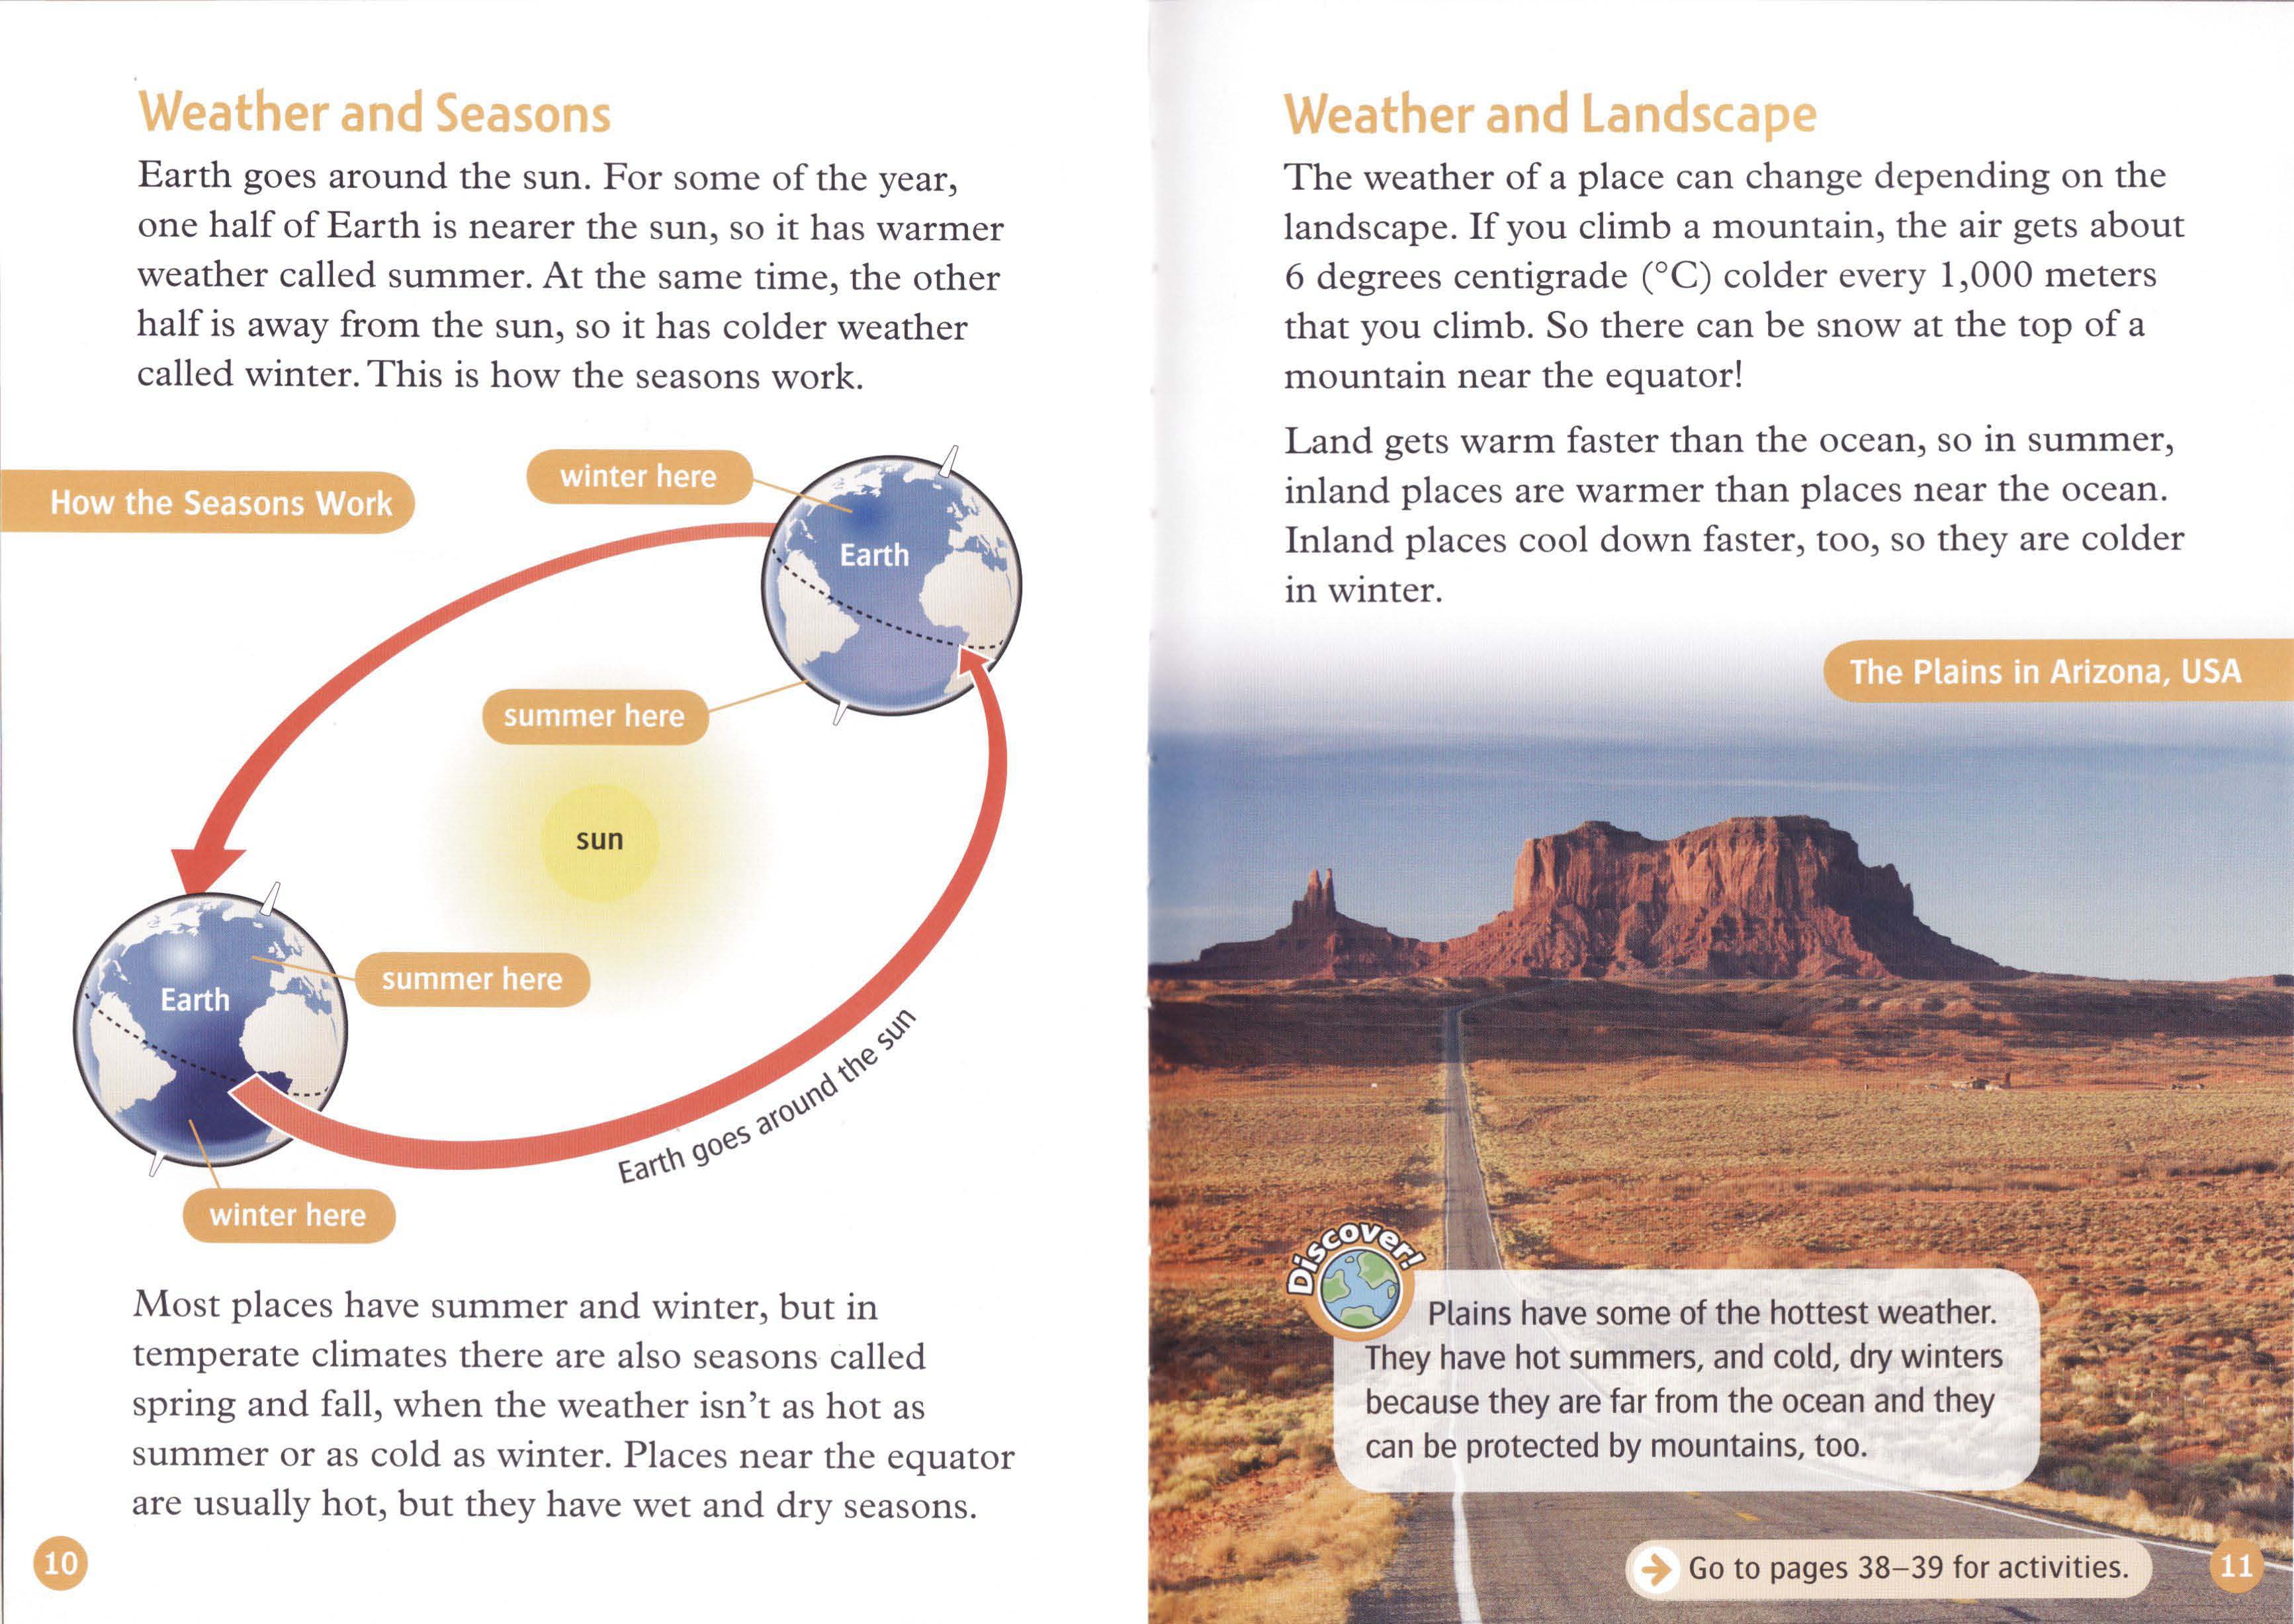 Weather and Seasons
Earth goes around the sun. For some of the year,
one half of Earth is nearer the sun, so it has warmer
weather called summer. At the same time, the other
half is away from the sun, so it has colder weather
called winter. This is how the seasons work.
How the Seasons Work
winter here
Earth
summer here
sun
summer here
Earth
Earth goes around the sun
winter here
Most places have summer and winter, but in
temperate climates there are also seasons called
spring and fall, when the weather isn't as hot as
summer or as cold as winter. Places near the equator
are usually hot, but they have wet and dry seasons.
10
Weather and Landscape
The weather of a place can change depending on the
landscape. If you climb a mountain, the air gets about
6 degrees centigrade (°C) colder every 1,000 meters
that you climb. So there can be snow at the top of a
mountain near the equator!
Land gets warm faster than the ocean, so in summer,
inland places are warmer than places near the ocean.
Inland places cool down faster, too, so they are colder
in winter.
The Plains in Arizona, USA
Discover!
Plains have some of the hottest weather.
They have hot summers, and cold, dry winters
because they are far from the ocean and they
can be protected by mountains, too.
Go to pages 38–39 for activities.
11